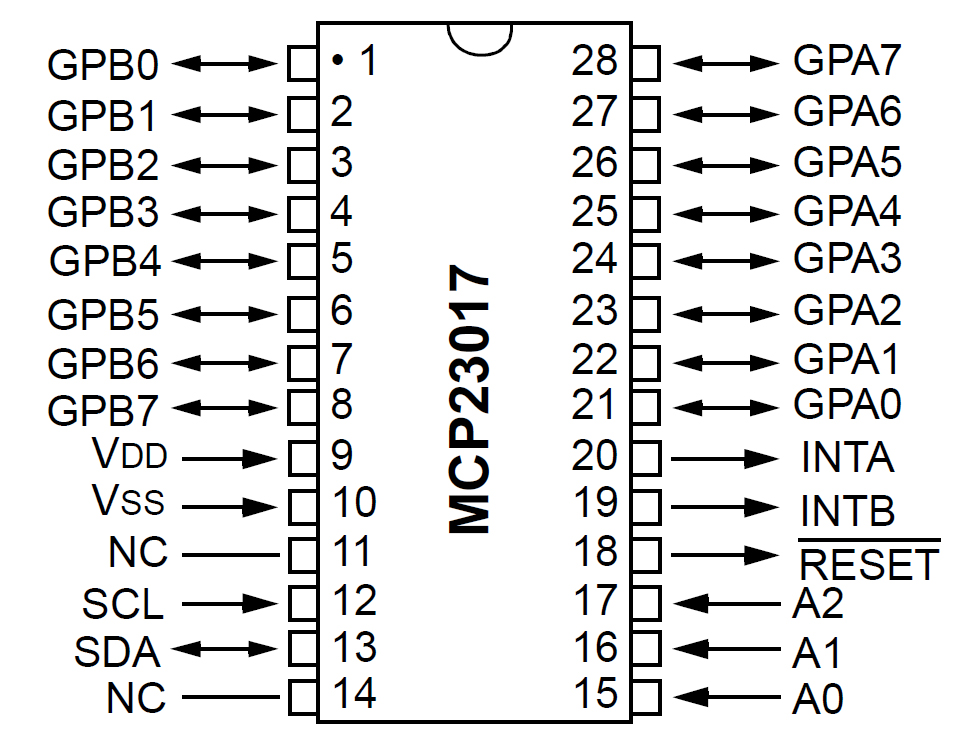 GPB0 • 1 28 GPA7
GPB1 2 27 GPA6
GPB2 3 26 GPA5
GPB3 4 25 GPA4
GPB4 5 24 GPA3
GPB5 6 23 GPA2
GPB6 7 22 GPA1
GPB7 8 21 GPA0
VDD 9 20 INTA
VSS 10 19 INTB
NC 11 18 RESET
SCL 12 17 A2
SDA 13 16 A1
NC 14 15 A0
MCP23017